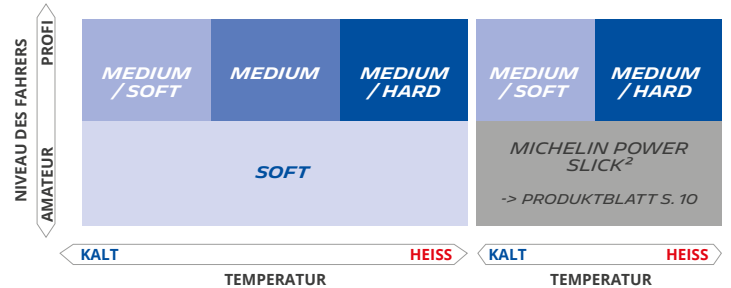 NIVEAU DES FAHRERS
PROFI
AMATEUR
MEDIUM
/ SOFT
MEDIUM
MEDIUM
/ HARD
SOFT
KALT
HEISS
TEMPERATUR
MEDIUM
/ SOFT
MEDIUM
/ HARD
MICHELIN POWER
SLICK²
-> PRODUKTBLATT S. 10
KALT
HEISS
TEMPERATUR